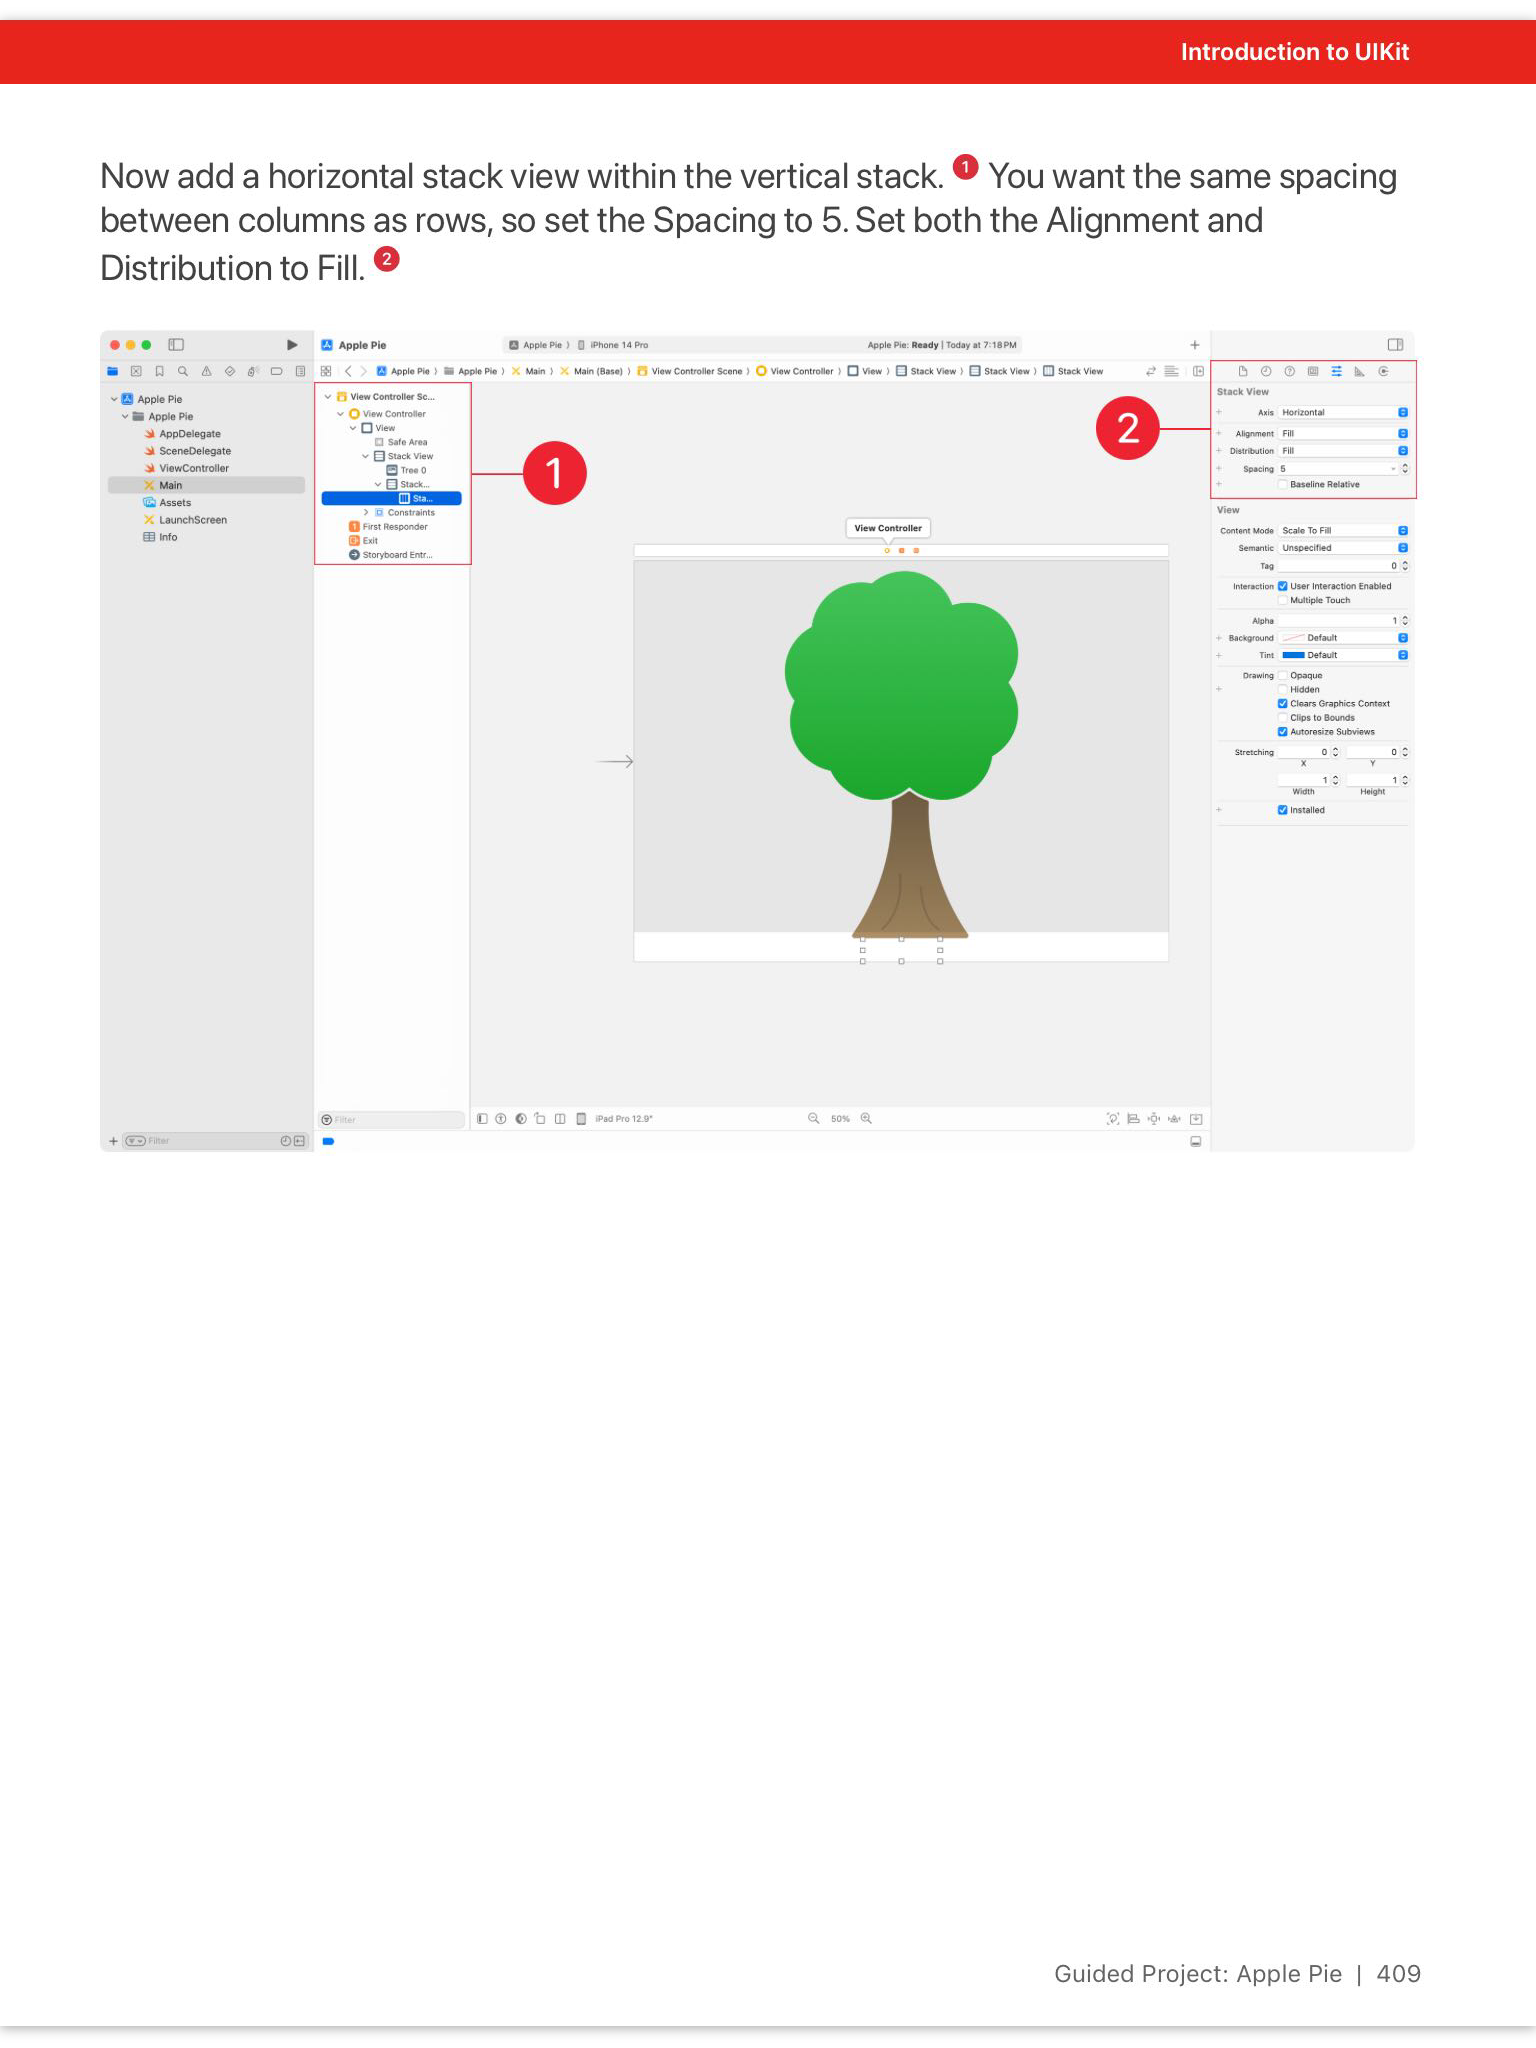 Introduction to UIKit
Now add a horizontal stack view within the vertical stack. 1 You want the same spacing
between columns as rows, so set the Spacing to 5. Set both the Alignment and
Distribution to Fill. 2
Apple Pie
Apple Pie
AppDelegate
SceneDelegate
ViewController
Main
Assets
LaunchScreen
Info
Filter
Apple Pie
Apple Pie 〉 iPhone 14 Pro
Apple Pie: Ready | Today at 7:18 PM
Apple Pie 〉 Apple Pie 〉 Main 〉 Main (Base) 〉 View Controller Scene 〉 View Controller 〉 View 〉 Stack View 〉 Stack View 〉 Stack View
View Controller Sc...
View Controller
View
Safe Area
Stack View
Tree 0
Stack...
Sta...
Constraints
First Responder
Exit
Storyboard Entr...
Filter
1
2
View Controller
iPad Pro 12.9"
50%
Stack View
Axis Horizontal
Alignment Fill
Distribution Fill
Spacing 5
Baseline Relative
View
Content Mode Scale To Fill
Semantic Unspecified
Tag 0
Interaction User Interaction Enabled
Multiple Touch
Alpha 1
Background Default
Tint Default
Drawing Opaque
Hidden
Clears Graphics Context
Clips to Bounds
Autoresize Subviews
Stretching 0 0
X Y
1 1
Width Height
Installed
Guided Project: Apple Pie | 409